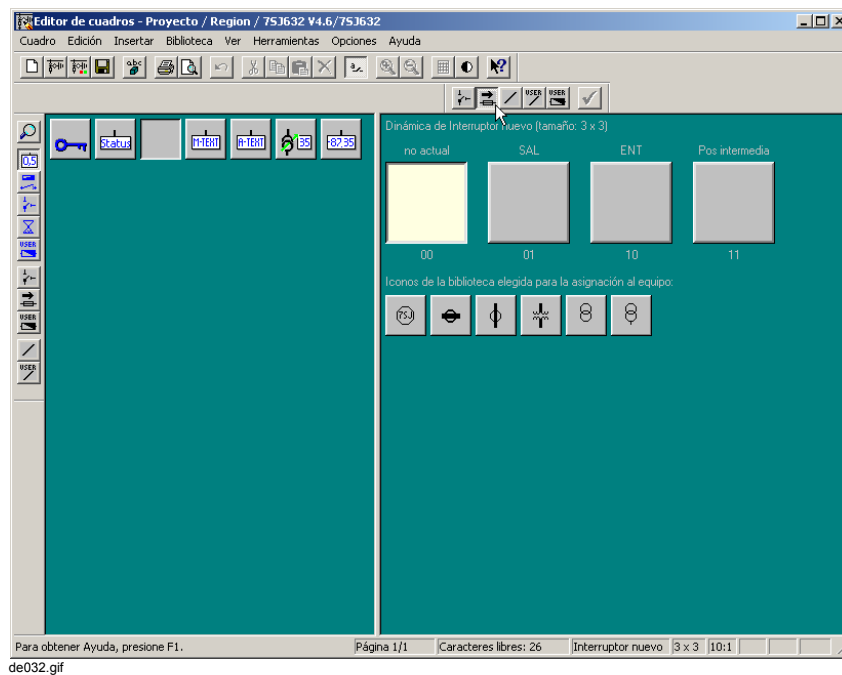 Editor de cuadros - Proyecto / Region / 7SJ632 V4.6/7SJ632
Cuadro Edición Insertar Biblioteca Ver Herramientas Opciones Ayuda
abc
USER USER
0,5
USER
USER
USER
Status
M-TEXT
A-TEXT
35
-87.35
Dinámica de Interruptor nuevo (tamaño: 3 x 3)
no actual SAL ENT Pos intermedia
00 01 10 11
Iconos de la biblioteca elegida para la asignación al equipo:
7SJ
Para obtener Ayuda, presione F1. Página 1/1 Caracteres libres: 26 Interruptor nuevo 3 x 3 10:1
de032.gif